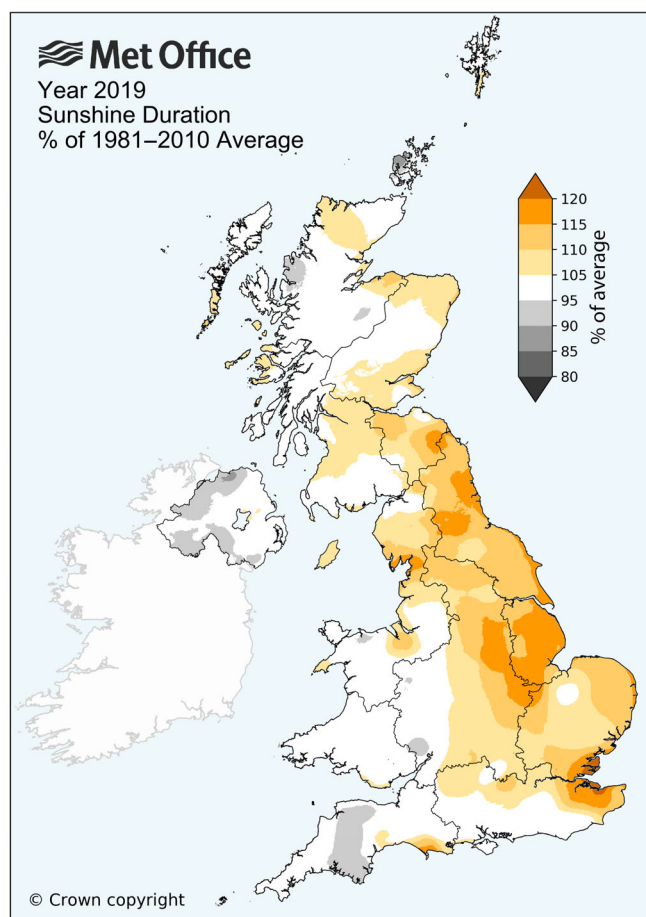 Met Office
Year 2019
Sunshine Duration
% of 1981–2010 Average
120
115
110
105
95
90
85
80
% of average
© Crown copyright